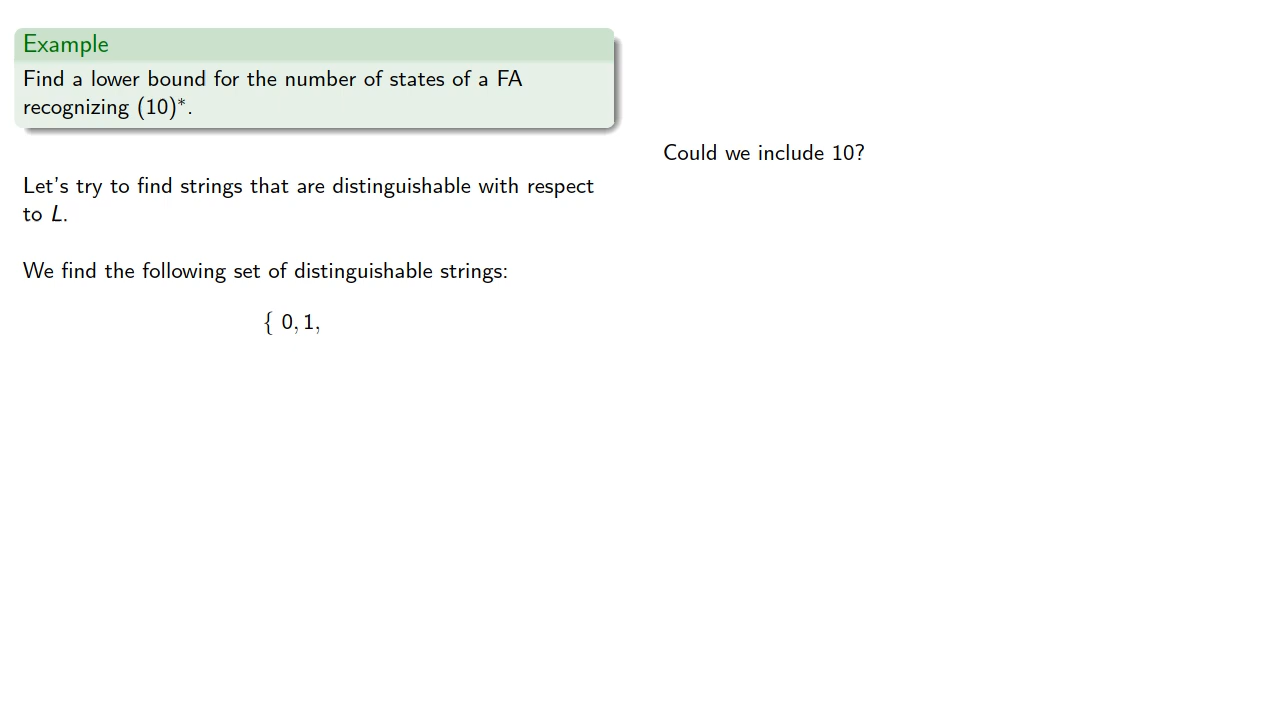 Example
Find a lower bound for the number of states of a FA
recognizing (10)*.
Let's try to find strings that are distinguishable with respect
to L.
We find the following set of distinguishable strings:
{ 0, 1,
Could we include 10?